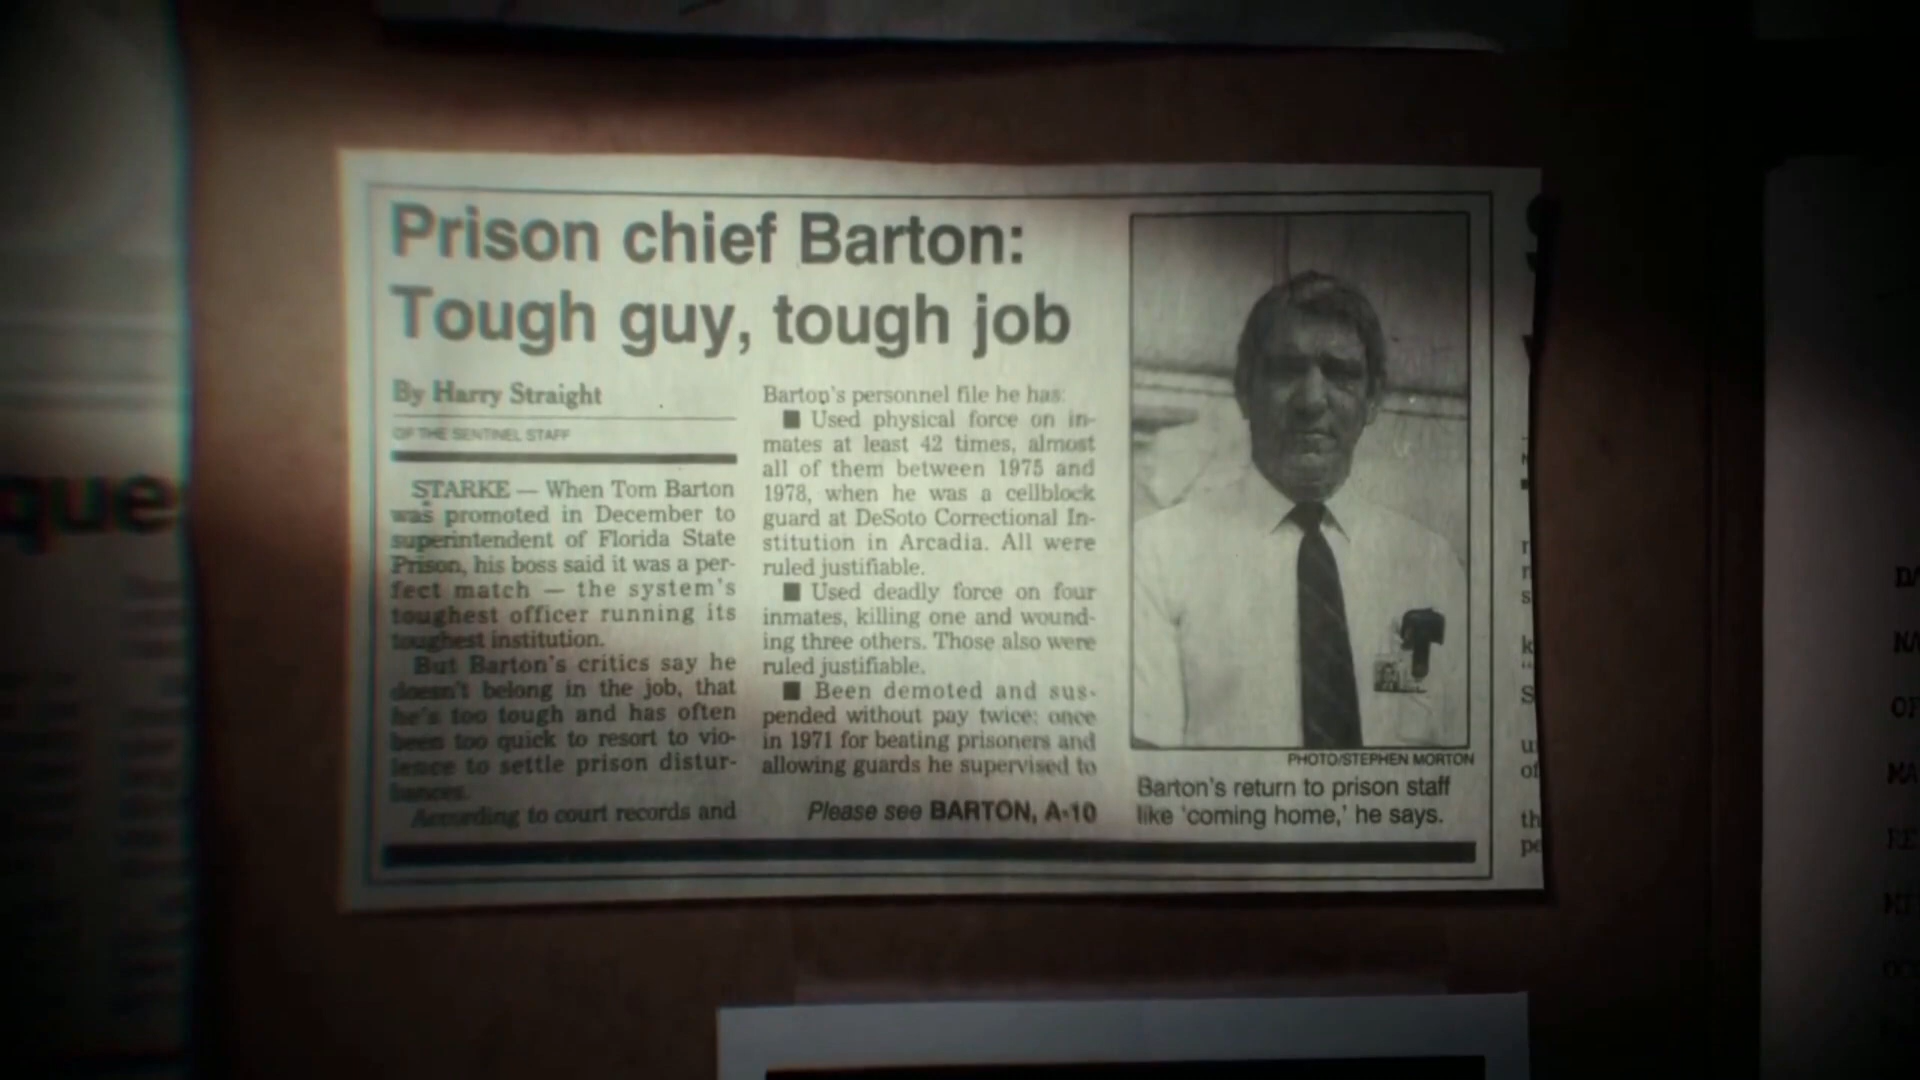 Prison chief Barton:
Tough guy, tough job
By Harry Straight
OF THE SENTINEL STAFF
STARKE — When Tom Barton
was promoted in December to
superintendent of Florida State
Prison, his boss said it was a per-
fect match — the system's
toughest officer running its
toughest institution.
But Barton's critics say he
doesn't belong in the job, that
he's too tough and has often
been too quick to resort to vio-
lence to settle prison distur-
bances.
According to court records and
Barton's personnel file he has:
■ Used physical force on in-
mates at least 42 times, almost
all of them between 1975 and
1978, when he was a cellblock
guard at DeSoto Correctional In-
stitution in Arcadia. All were
ruled justifiable.
■ Used deadly force on four
inmates, killing one and wound-
ing three others. Those also were
ruled justifiable.
■ Been demoted and sus-
pended without pay twice: once
in 1971 for beating prisoners and
allowing guards he supervised to
Please see BARTON, A-10
PHOTO/STEPHEN MORTON
Barton's return to prison staff
like 'coming home,' he says.
que